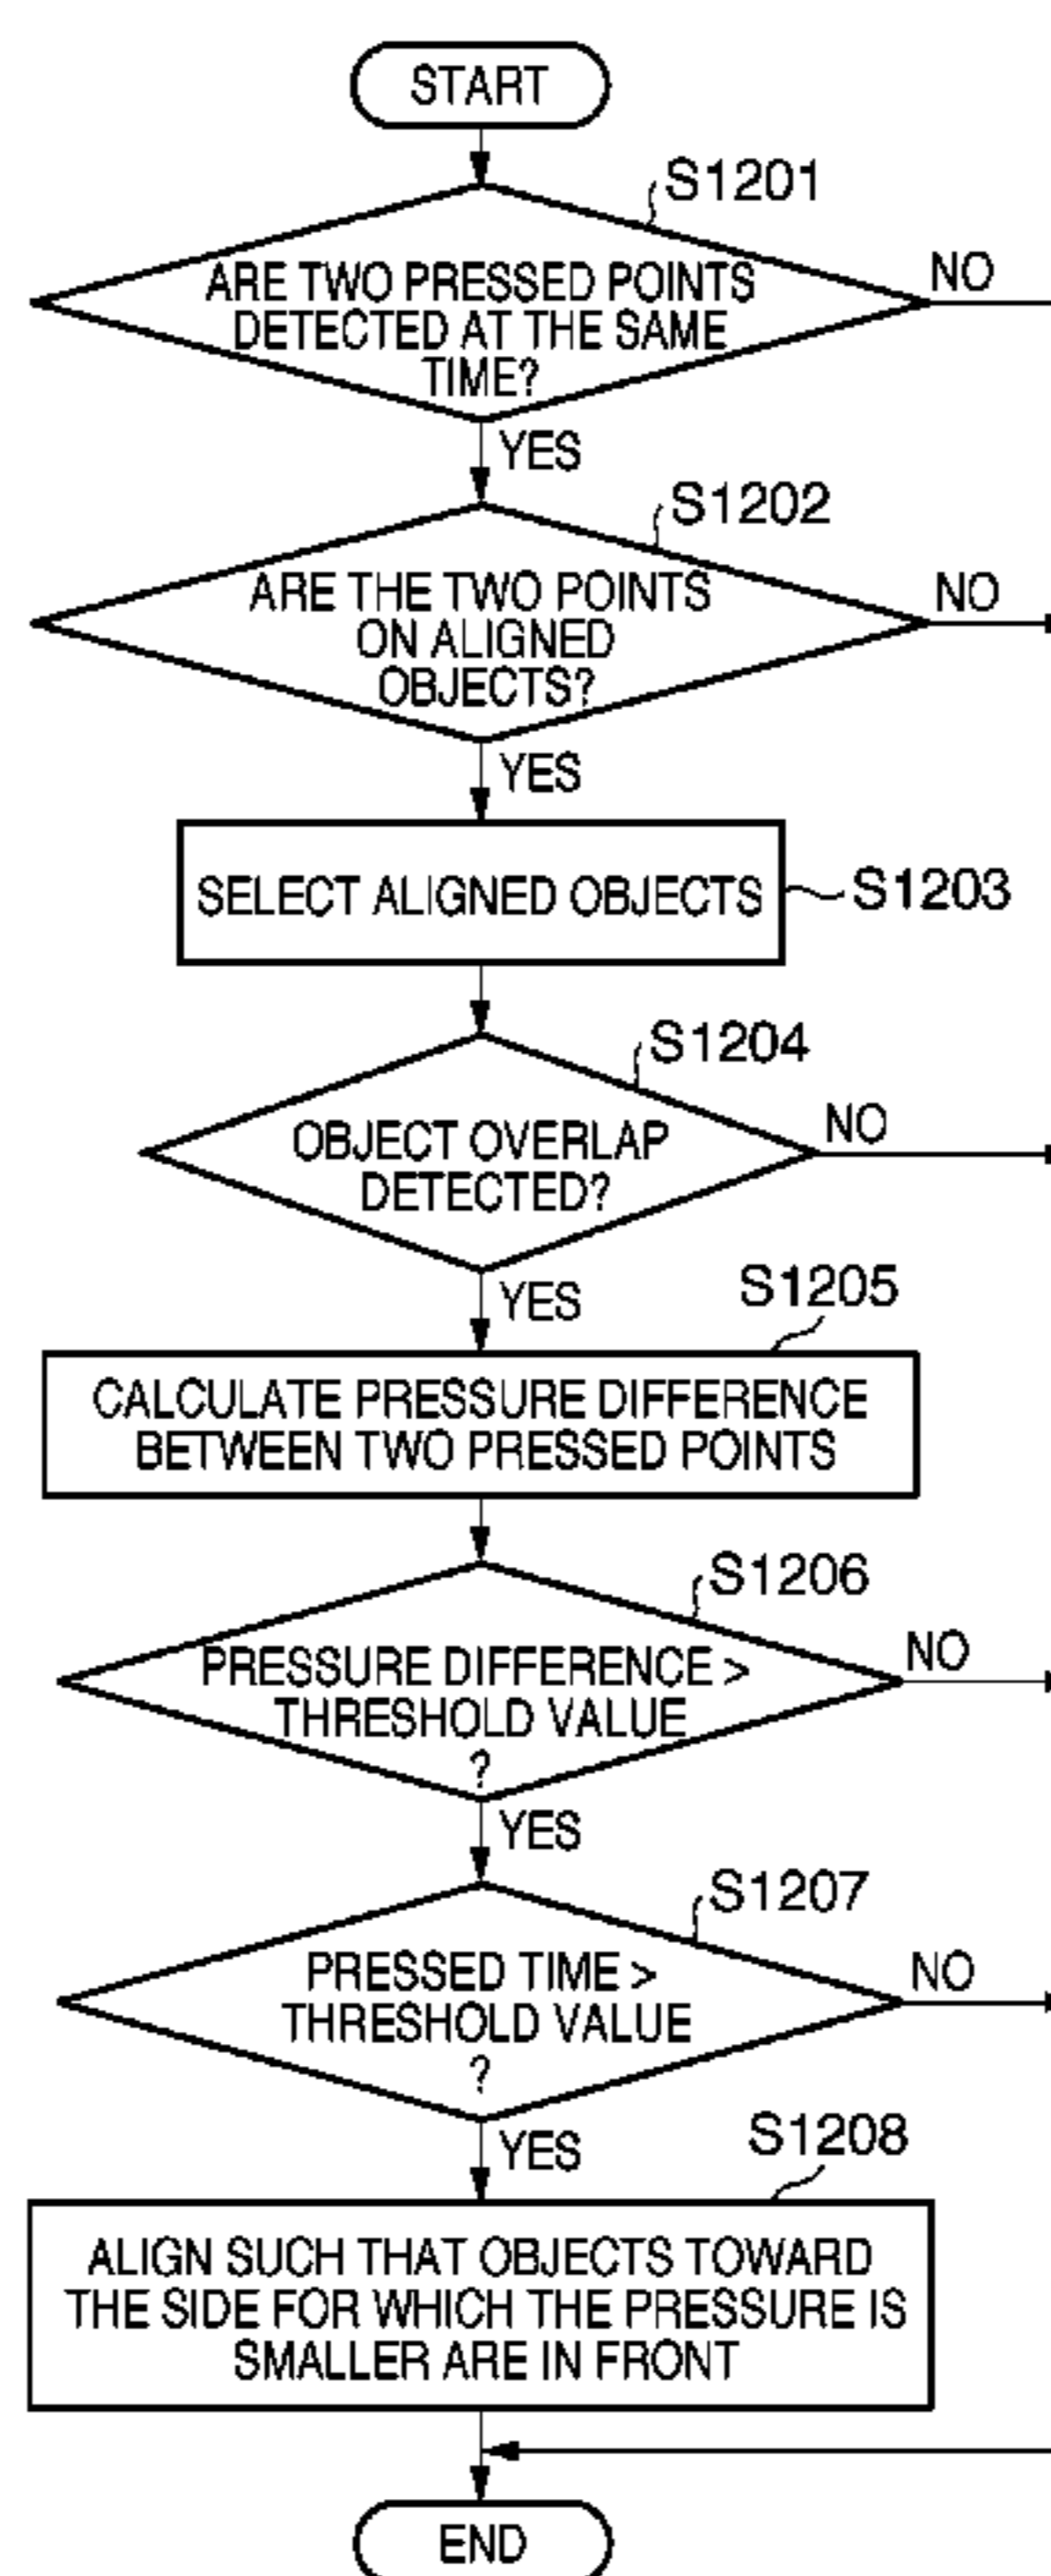 START
S1201
ARE TWO PRESSED POINTS
DETECTED AT THE SAME
TIME?
NO
YES
S1202
ARE THE TWO POINTS
ON ALIGNED
OBJECTS?
NO
YES
SELECT ALIGNED OBJECTS
S1203
S1204
OBJECT OVERLAP
DETECTED?
NO
YES
S1205
CALCULATE PRESSURE DIFFERENCE
BETWEEN TWO PRESSED POINTS
S1206
PRESSURE DIFFERENCE >
THRESHOLD VALUE
?
NO
YES
S1207
PRESSED TIME >
THRESHOLD VALUE
?
NO
YES
S1208
ALIGN SUCH THAT OBJECTS TOWARD
THE SIDE FOR WHICH THE PRESSURE IS
SMALLER ARE IN FRONT
END